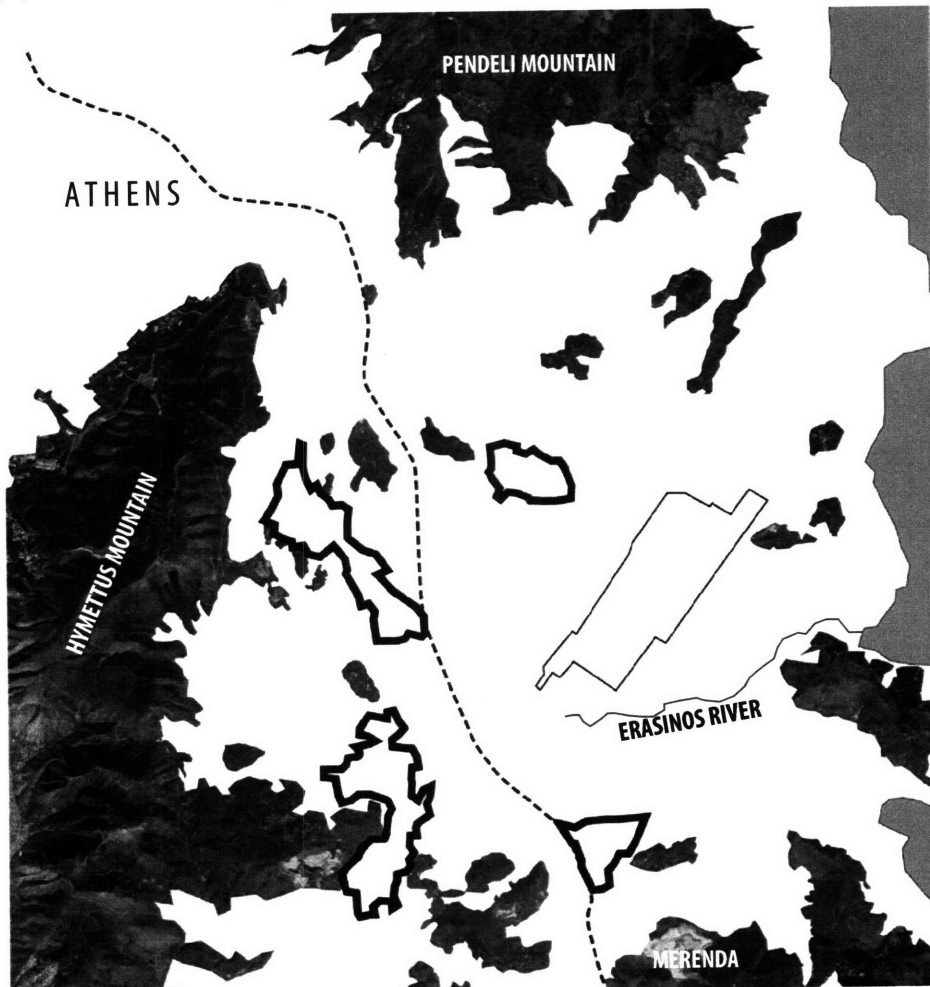 PENDELI MOUNTAIN
ATHENS
HYMETTUS MOUNTAIN
ERASINOS RIVER
MERENDA